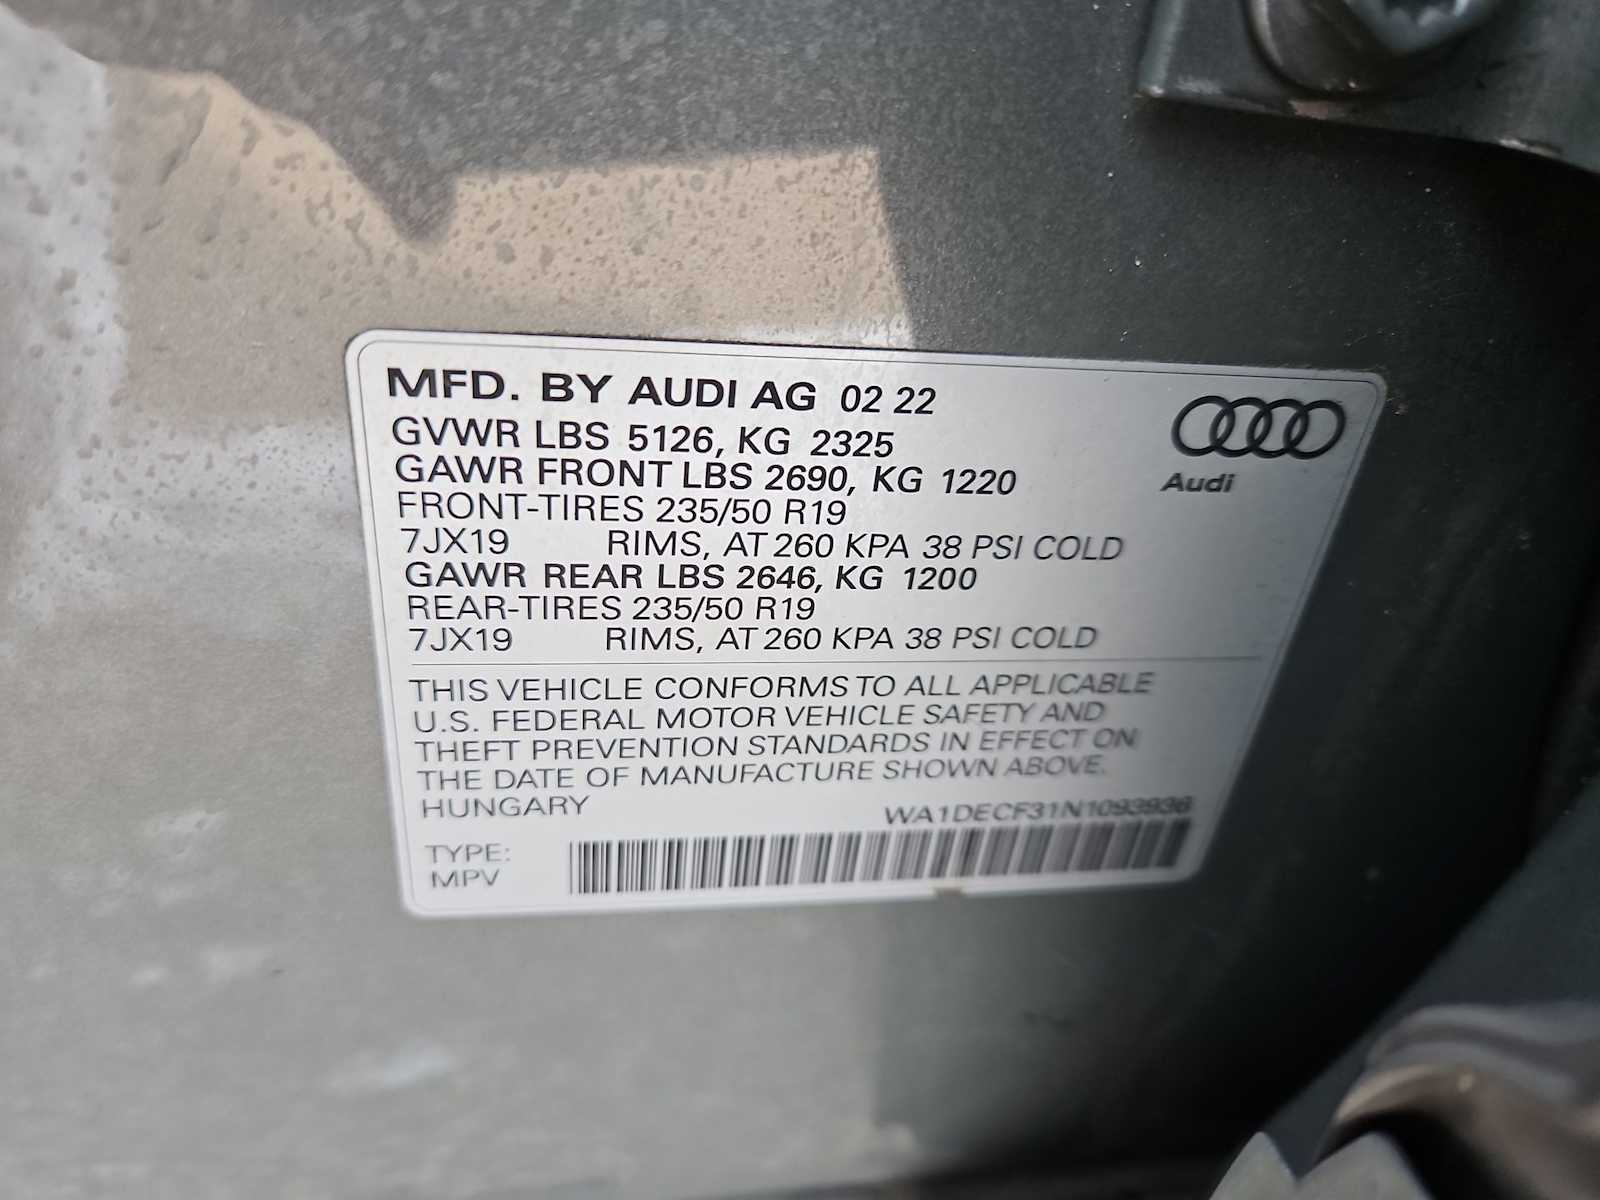 MFD. BY AUDI AG 02 22
GVWR LBS 5126, KG 2325
GAWR FRONT LBS 2690, KG 1220
FRONT-TIRES 235/50 R19
7JX19 RIMS, AT 260 KPA 38 PSI COLD
GAWR REAR LBS 2646, KG 1200
REAR-TIRES 235/50 R19
7JX19 RIMS, AT 260 KPA 38 PSI COLD
Audi
THIS VEHICLE CONFORMS TO ALL APPLICABLE
U.S. FEDERAL MOTOR VEHICLE SAFETY AND
THEFT PREVENTION STANDARDS IN EFFECT ON
THE DATE OF MANUFACTURE SHOWN ABOVE.
HUNGARY WA1DECF31N1093936
TYPE:
MPV